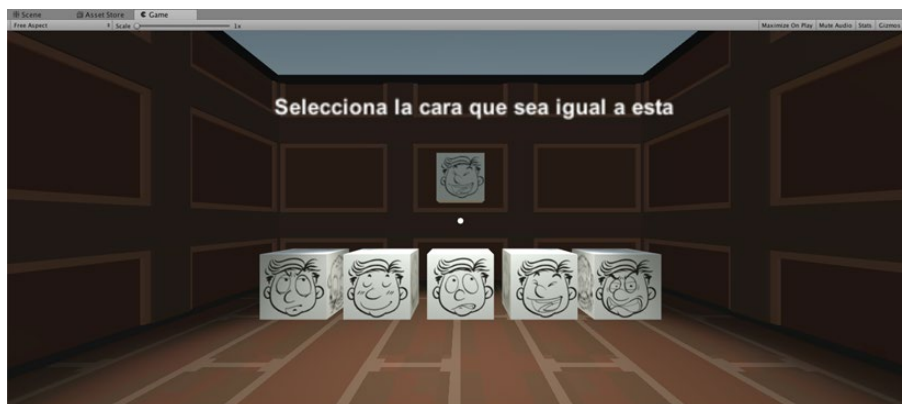 Scene Asset Store Game
Free Aspect Scale 1x Maximize On Play Mute Audio Stats Gizmos
Selecciona la cara que sea igual a esta